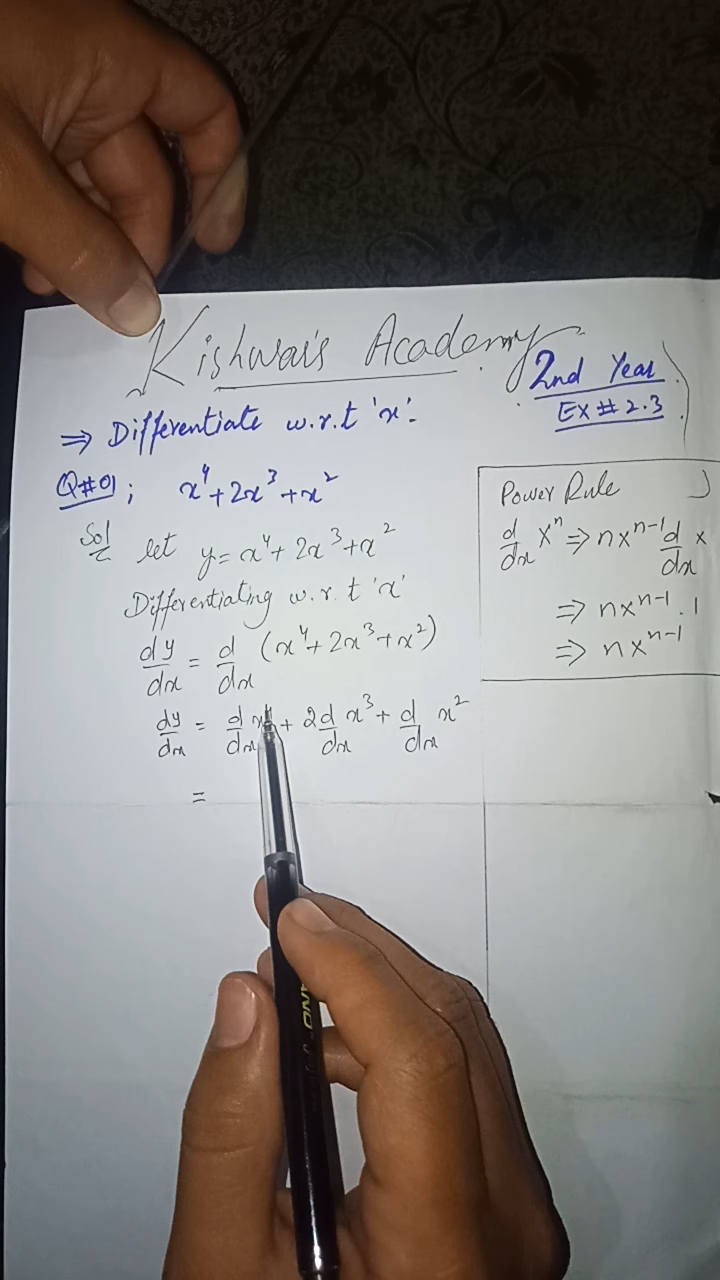 Kishwar's Academy
2nd Year
Ex # 2.3
⇒ Differentiate w.r.t 'x'.
Q#01; x⁴+2x³+x²
Sol let y=x⁴+2x³+x²
Differentiating w.r.t 'x'
dy/dx = d/dx (x⁴+2x³+x²)
dy/dx = d/dx x⁴ + 2d/dx x³ + d/dx x²
=
Power Rule
d/dx xⁿ ⇒ nxⁿ⁻¹ d/dx x
⇒ nxⁿ⁻¹ . 1
⇒ nxⁿ⁻¹